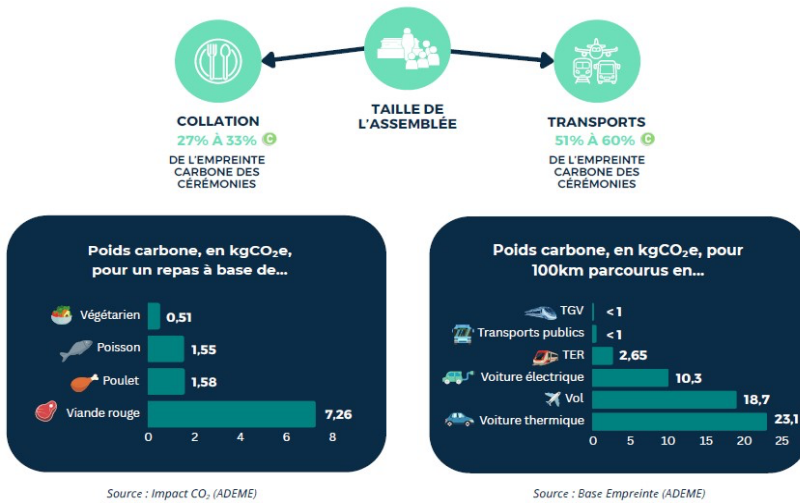 TAILLE DE
L'ASSEMBLÉE
COLLATION
27% À 33% C
DE L'EMPREINTE
CARBONE DES
CÉRÉMONIES
TRANSPORTS
51% À 60% C
DE L'EMPREINTE
CARBONE DES
CÉRÉMONIES
Poids carbone, en kgCO₂e,
pour un repas à base de...
Végétarien 0,51
Poisson 1,55
Poulet 1,58
Viande rouge 7,26
0 2 4 6 8
Source : Impact CO₂ (ADEME)
Poids carbone, en kgCO₂e, pour
100km parcourus en...
TGV < 1
Transports publics < 1
TER 2,65
Voiture électrique 10,3
Vol 18,7
Voiture thermique 23,1
0 5 10 15 20 25
Source : Base Empreinte (ADEME)